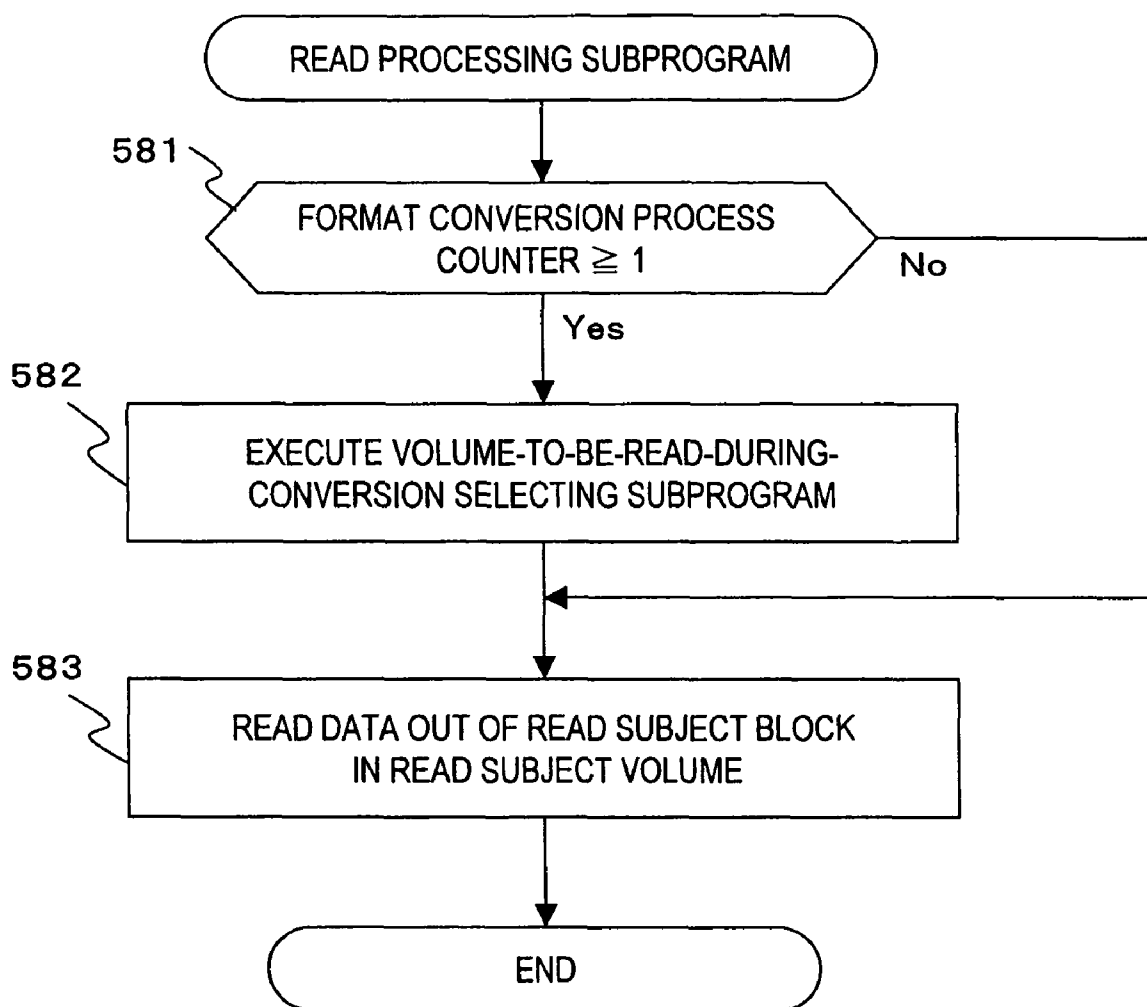 READ PROCESSING SUBPROGRAM
581
FORMAT CONVERSION PROCESS
COUNTER ≧ 1
No
Yes
582
EXECUTE VOLUME-TO-BE-READ-DURING-
CONVERSION SELECTING SUBPROGRAM
583
READ DATA OUT OF READ SUBJECT BLOCK
IN READ SUBJECT VOLUME
END